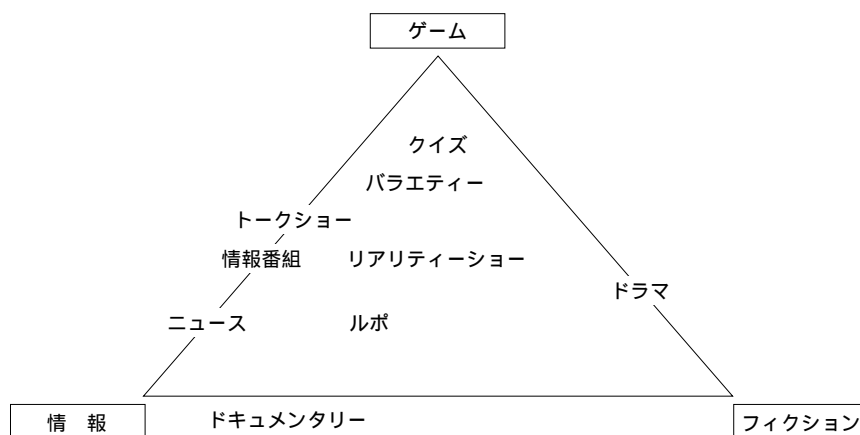 ゲーム
クイズ
バラエティー
トークショー
情報番組 リアリティーショー
ドラマ
ニュース ルポ
情 報 ドキュメンタリー フィクション